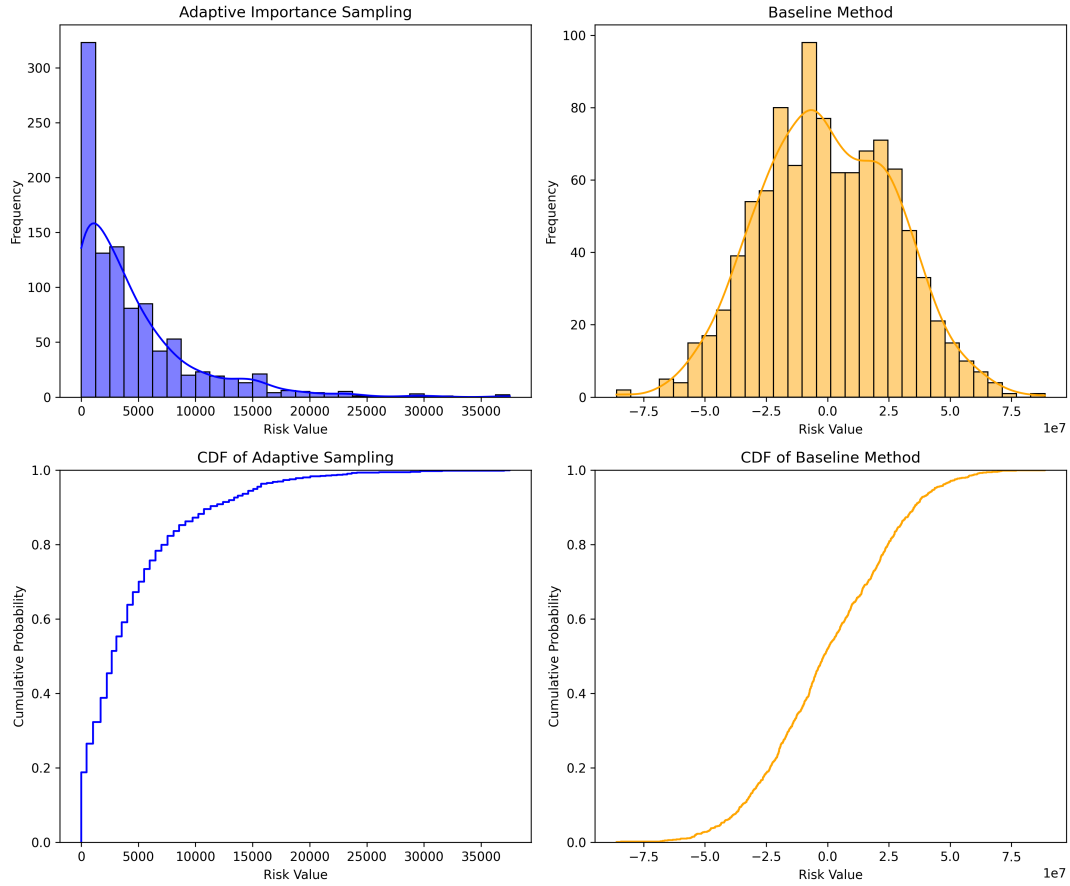 Adaptive Importance Sampling
Frequency
300
250
200
150
100
50
0
0 5000 10000 15000 20000 25000 30000 35000
Risk Value
Baseline Method
Frequency
100
80
60
40
20
0
−7.5 −5.0 −2.5 0.0 2.5 5.0 7.5
Risk Value
1e7
CDF of Adaptive Sampling
Cumulative Probability
1.0
0.8
0.6
0.4
0.2
0.0
0 5000 10000 15000 20000 25000 30000 35000
Risk Value
CDF of Baseline Method
Cumulative Probability
1.0
0.8
0.6
0.4
0.2
0.0
−7.5 −5.0 −2.5 0.0 2.5 5.0 7.5
Risk Value
1e7